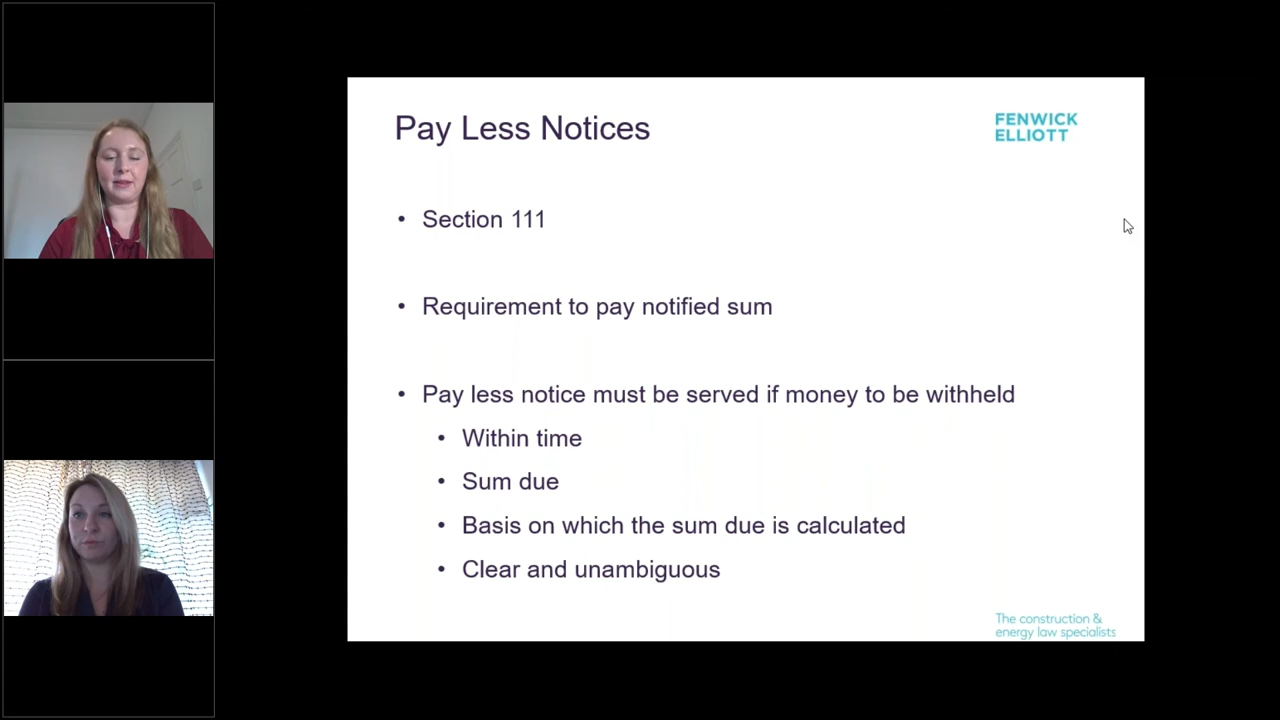 Pay Less Notices
FENWICK
ELLIOTT
• Section 111
• Requirement to pay notified sum
• Pay less notice must be served if money to be withheld
• Within time
• Sum due
• Basis on which the sum due is calculated
• Clear and unambiguous
The construction &
energy law specialists